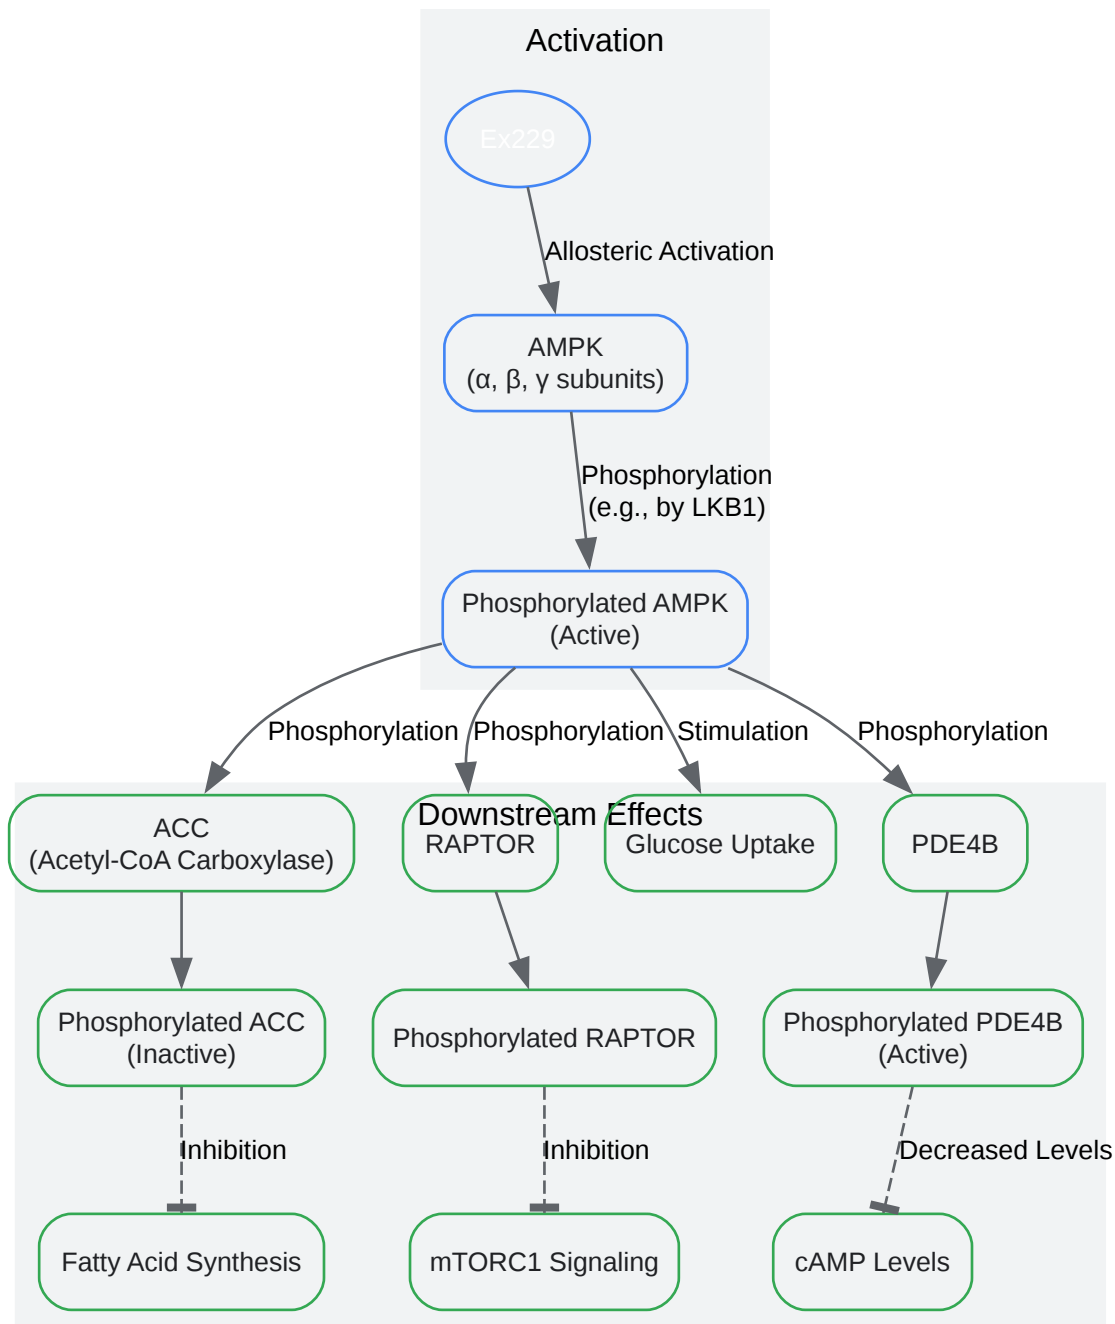 Activation
Ex229
Allosteric Activation
AMPK
(α, β, γ subunits)
Phosphorylation
(e.g., by LKB1)
Phosphorylated AMPK
(Active)
Phosphorylation
Phosphorylation
Stimulation
Phosphorylation
Downstream Effects
ACC
(Acetyl-CoA Carboxylase)
RAPTOR
Glucose Uptake
PDE4B
Phosphorylated ACC
(Inactive)
Phosphorylated RAPTOR
Phosphorylated PDE4B
(Active)
Inhibition
Inhibition
Decreased Levels
Fatty Acid Synthesis
mTORC1 Signaling
cAMP Levels